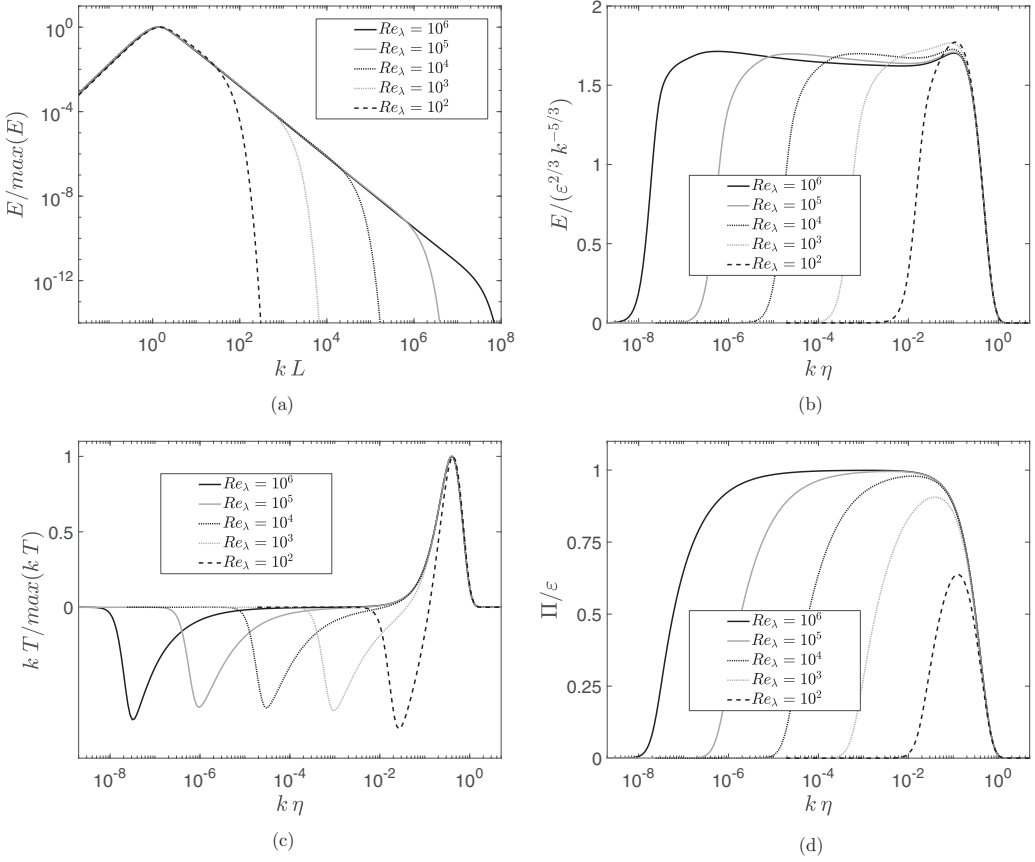 10^0
10^-4
10^-8
10^-12
E/max(E)
Re_λ = 10^6
Re_λ = 10^5
Re_λ = 10^4
Re_λ = 10^3
Re_λ = 10^2
10^0 10^2 10^4 10^6 10^8
k L
(a)
2
1.5
1
0.5
0
E/(ε^{2/3} k^{-5/3})
Re_λ = 10^6
Re_λ = 10^5
Re_λ = 10^4
Re_λ = 10^3
Re_λ = 10^2
10^-8 10^-6 10^-4 10^-2 10^0
k η
(b)
1
0.5
0
k T/max(k T)
Re_λ = 10^6
Re_λ = 10^5
Re_λ = 10^4
Re_λ = 10^3
Re_λ = 10^2
10^-8 10^-6 10^-4 10^-2 10^0
k η
(c)
1
0.75
0.5
0.25
0
Π/ε
Re_λ = 10^6
Re_λ = 10^5
Re_λ = 10^4
Re_λ = 10^3
Re_λ = 10^2
10^-8 10^-6 10^-4 10^-2 10^0
k η
(d)